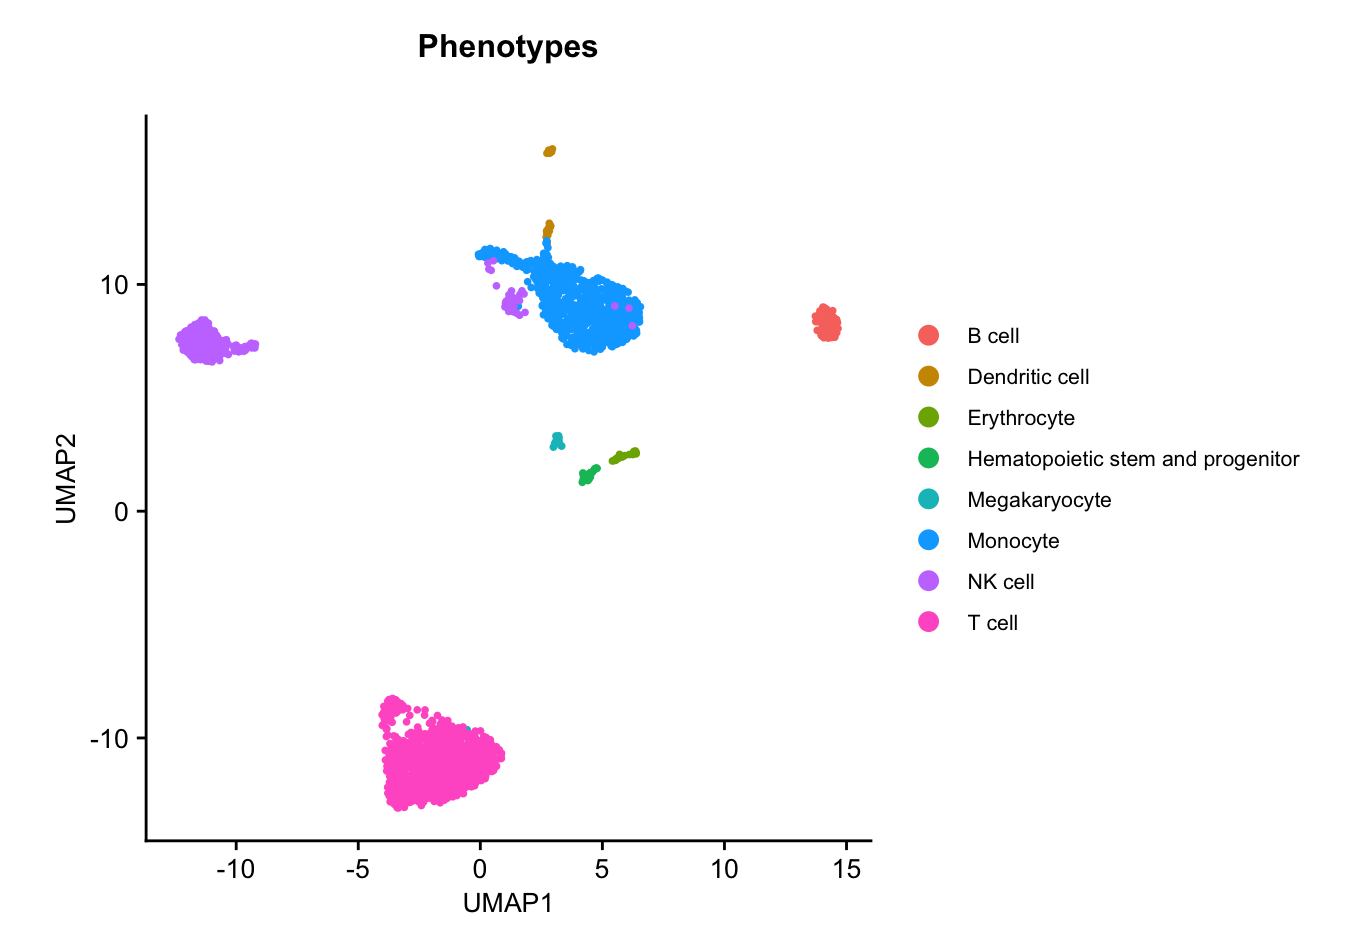 Phenotypes
UMAP2
10
0
-10
-10
-5
0
5
10
15
UMAP1
B cell
Dendritic cell
Erythrocyte
Hematopoietic stem and progenitor
Megakaryocyte
Monocyte
NK cell
T cell